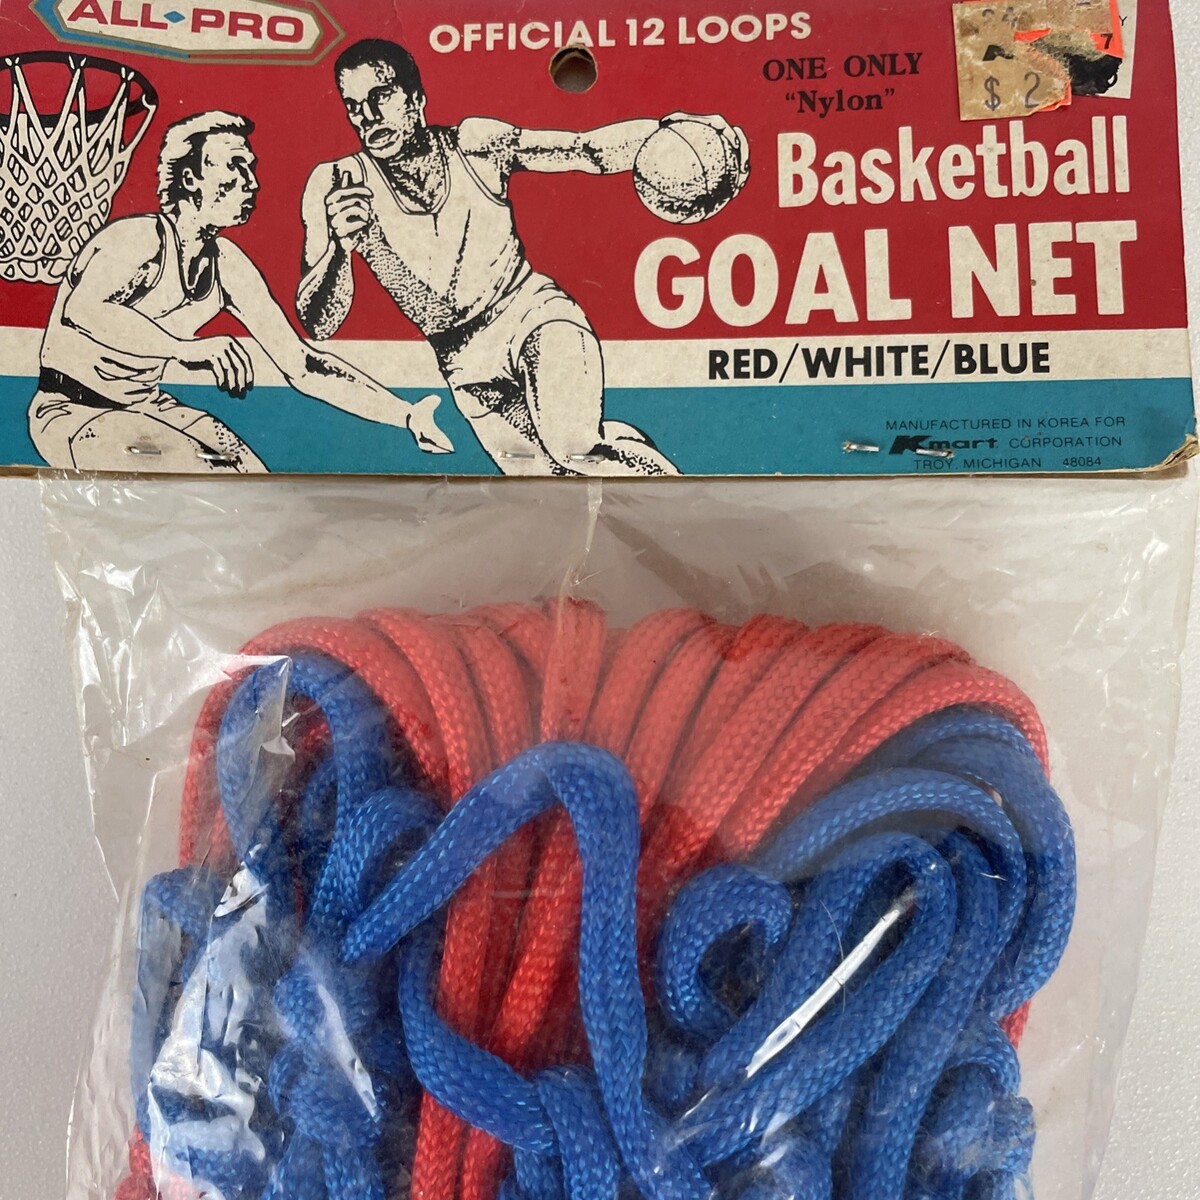 ALL-PRO
OFFICIAL 12 LOOPS
ONE ONLY
"Nylon"
$ 2
Basketball
GOAL NET
RED/WHITE/BLUE
MANUFACTURED IN KOREA FOR
Kmart CORPORATION
TROY, MICHIGAN 48084